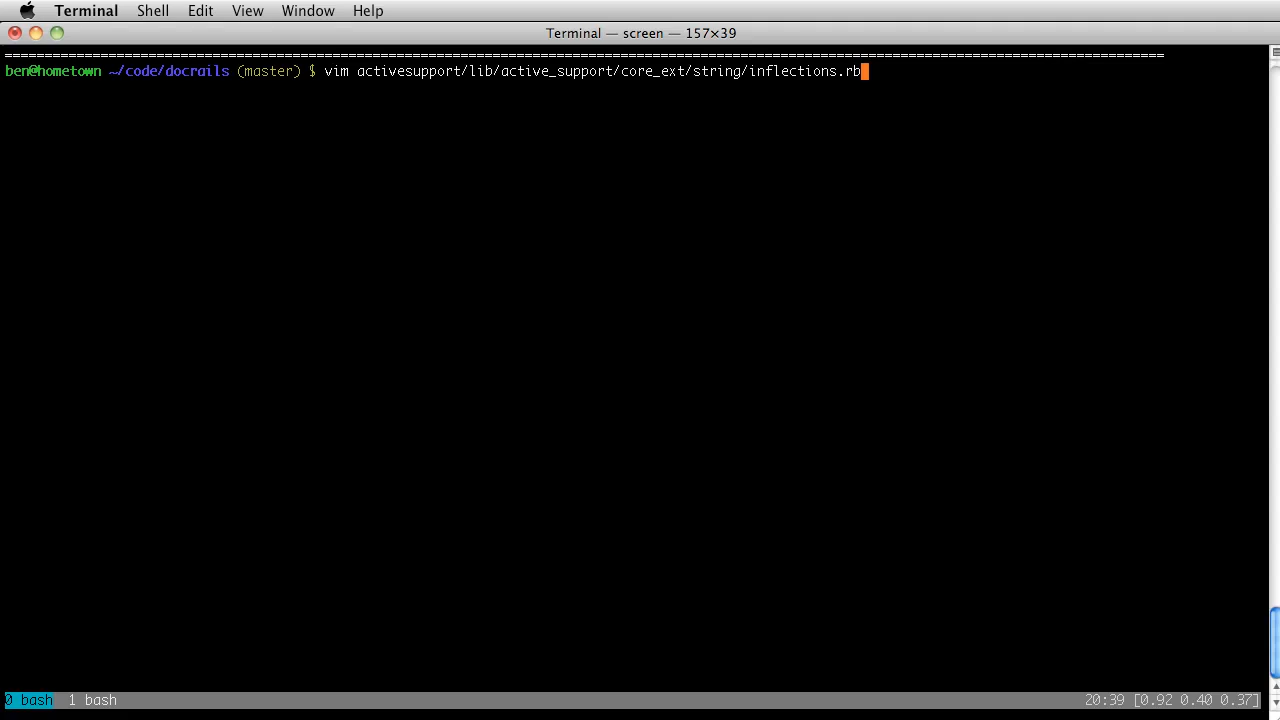 Terminal Shell Edit View Window Help
Terminal — screen — 157×39
ben@hometown ~/code/docrails (master) $ vim activesupport/lib/active_support/core_ext/string/inflections.rb
0 bash 1 bash 20:39 [0.92 0.40 0.37]